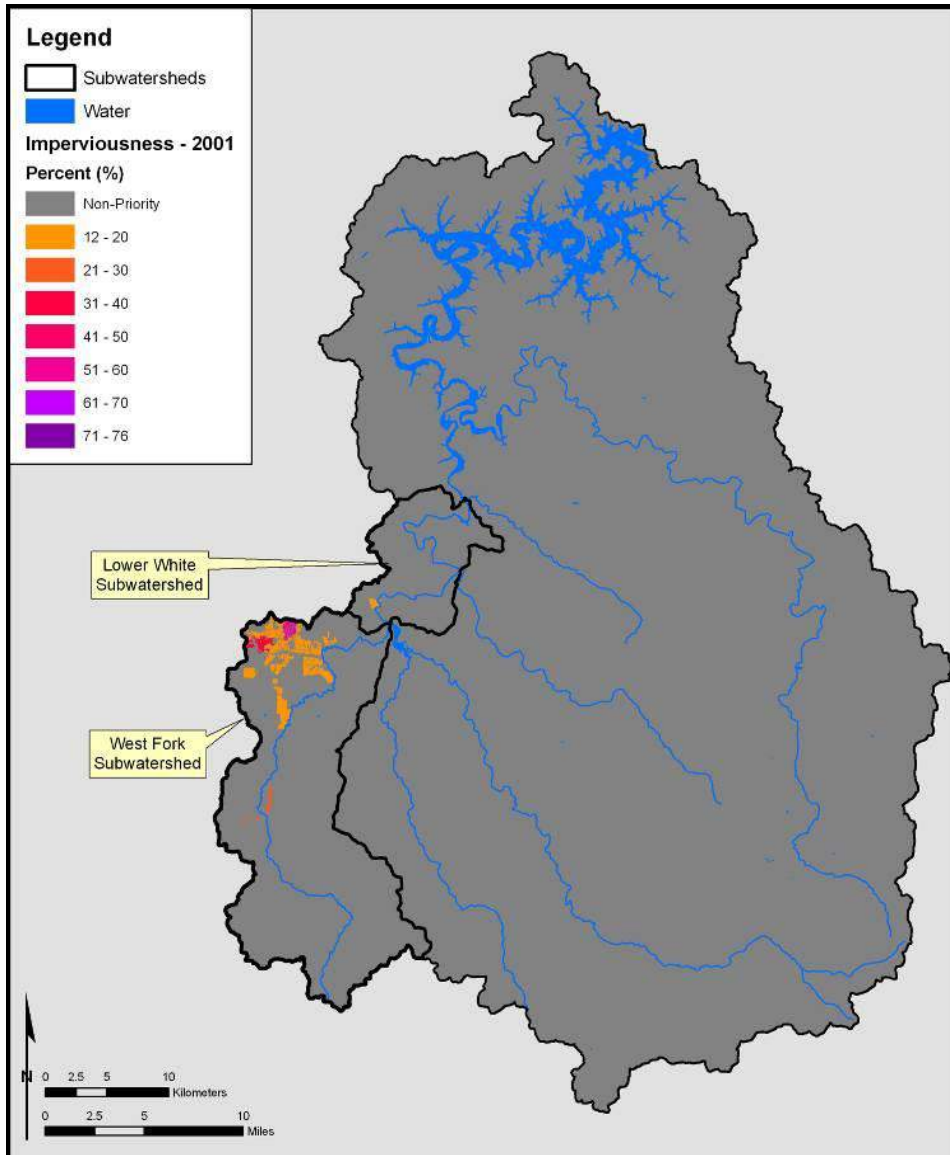 Legend
Subwatersheds
Water
Imperviousness - 2001
Percent (%)
Non-Priority
12 - 20
21 - 30
31 - 40
41 - 50
51 - 60
61 - 70
71 - 76
Lower White
Subwatershed
West Fork
Subwatershed
N
0 2.5 5 10
Kilometers
0 2.5 5 10
Miles